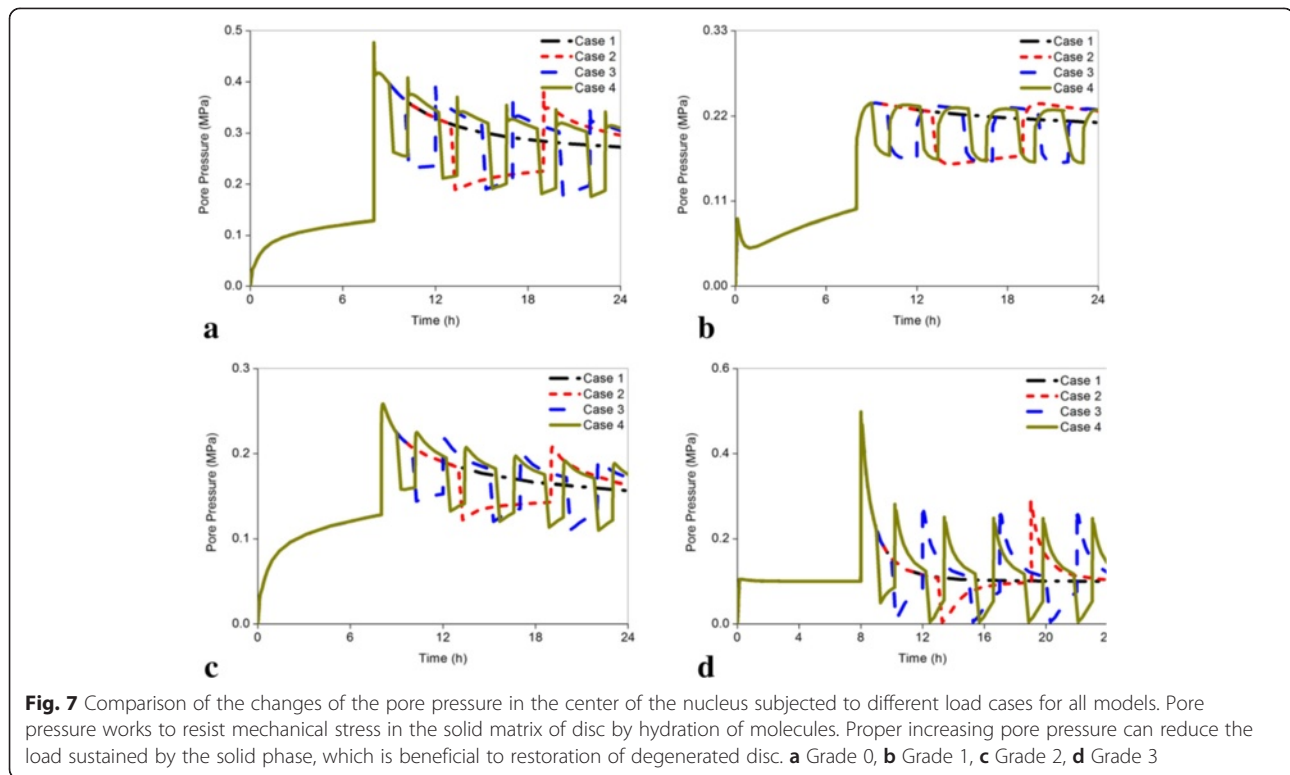 0.5
0.4
0.3
0.2
0.1
0.0
Pore Pressure (MPa)
0
6
12
18
24
Time (h)
Case 1
Case 2
Case 3
Case 4
a
0.33
0.22
0.11
0.00
Pore Pressure (MPa)
0
6
12
18
24
Time (h)
Case 1
Case 2
Case 3
Case 4
b
0.3
0.2
0.1
0.0
Pore Pressure (MPa)
0
6
12
18
24
Time (h)
Case 1
Case 2
Case 3
Case 4
c
0.6
0.4
0.2
0.0
Pore Pressure (MPa)
0
4
8
12
16
20
2
Time (h)
Case 1
Case 2
Case 3
Case 4
d
Fig. 7 Comparison of the changes of the pore pressure in the center of the nucleus subjected to different load cases for all models. Pore
pressure works to resist mechanical stress in the solid matrix of disc by hydration of molecules. Proper increasing pore pressure can reduce the
load sustained by the solid phase, which is beneficial to restoration of degenerated disc. a Grade 0, b Grade 1, c Grade 2, d Grade 3